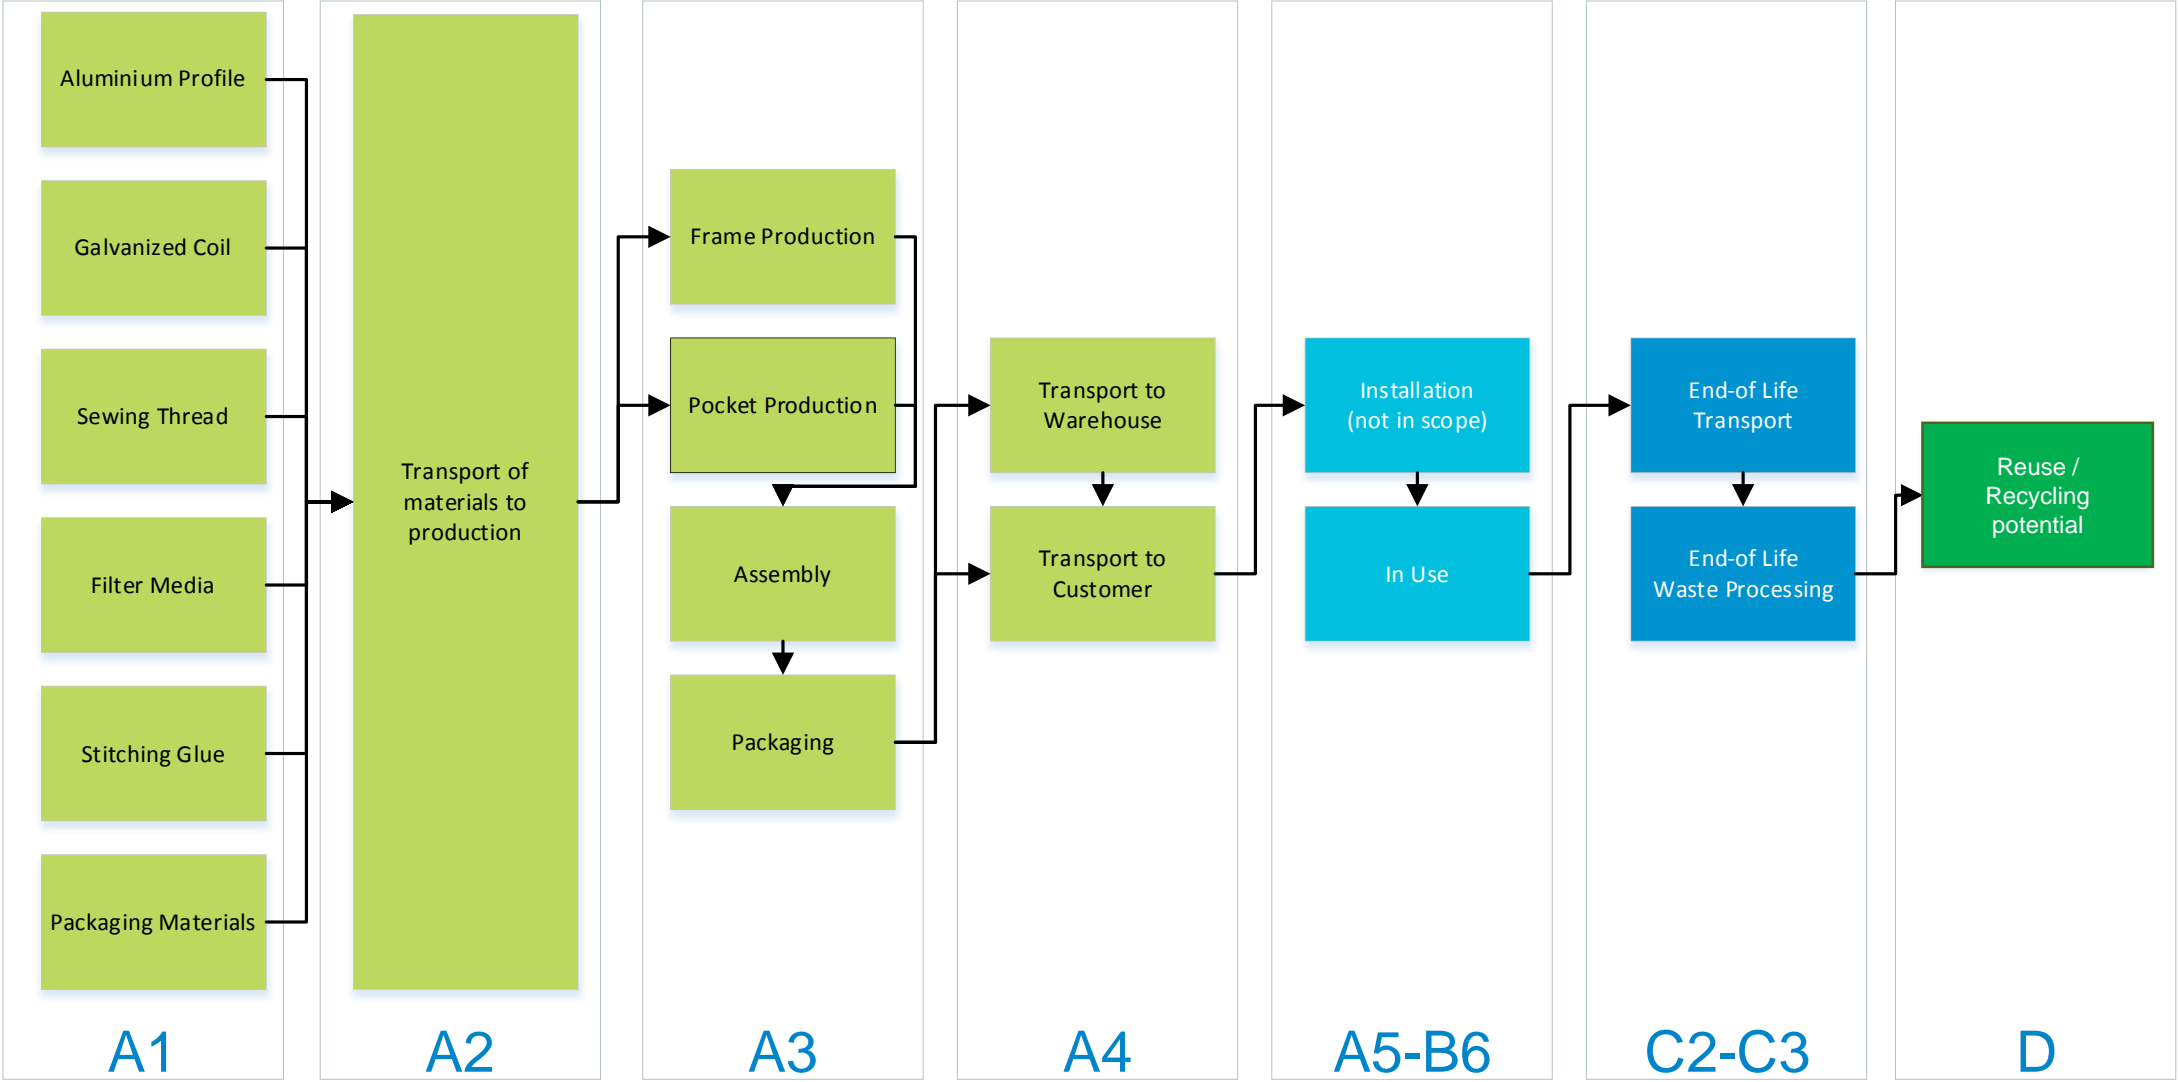 Aluminium Profile
Galvanized Coil
Sewing Thread
Filter Media
Stitching Glue
Packaging Materials
A1
Transport of
materials to
production
A2
Frame Production
Pocket Production
Assembly
Packaging
A3
Transport to
Warehouse
Transport to
Customer
A4
Installation
(not in scope)
In Use
A5-B6
End-of Life
Transport
End-of Life
Waste Processing
C2-C3
Reuse /
Recycling
potential
D